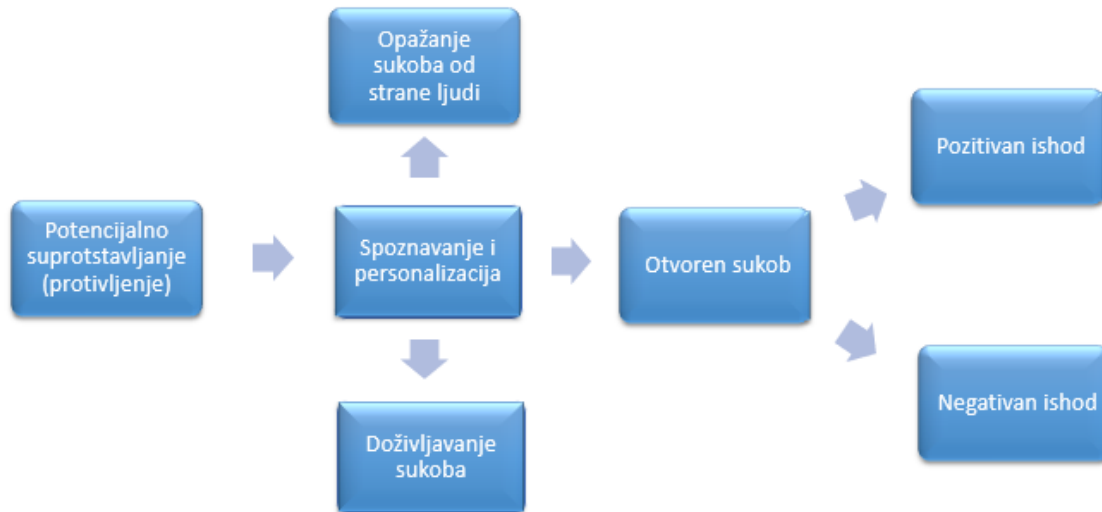 Opažanje
sukoba od
strane ljudi
Potencijalno
suprotstavljanje
(protivljenje)
Spoznavanje i
personalizacija
Doživljavanje
sukoba
Otvoren sukob
Pozitivan ishod
Negativan ishod